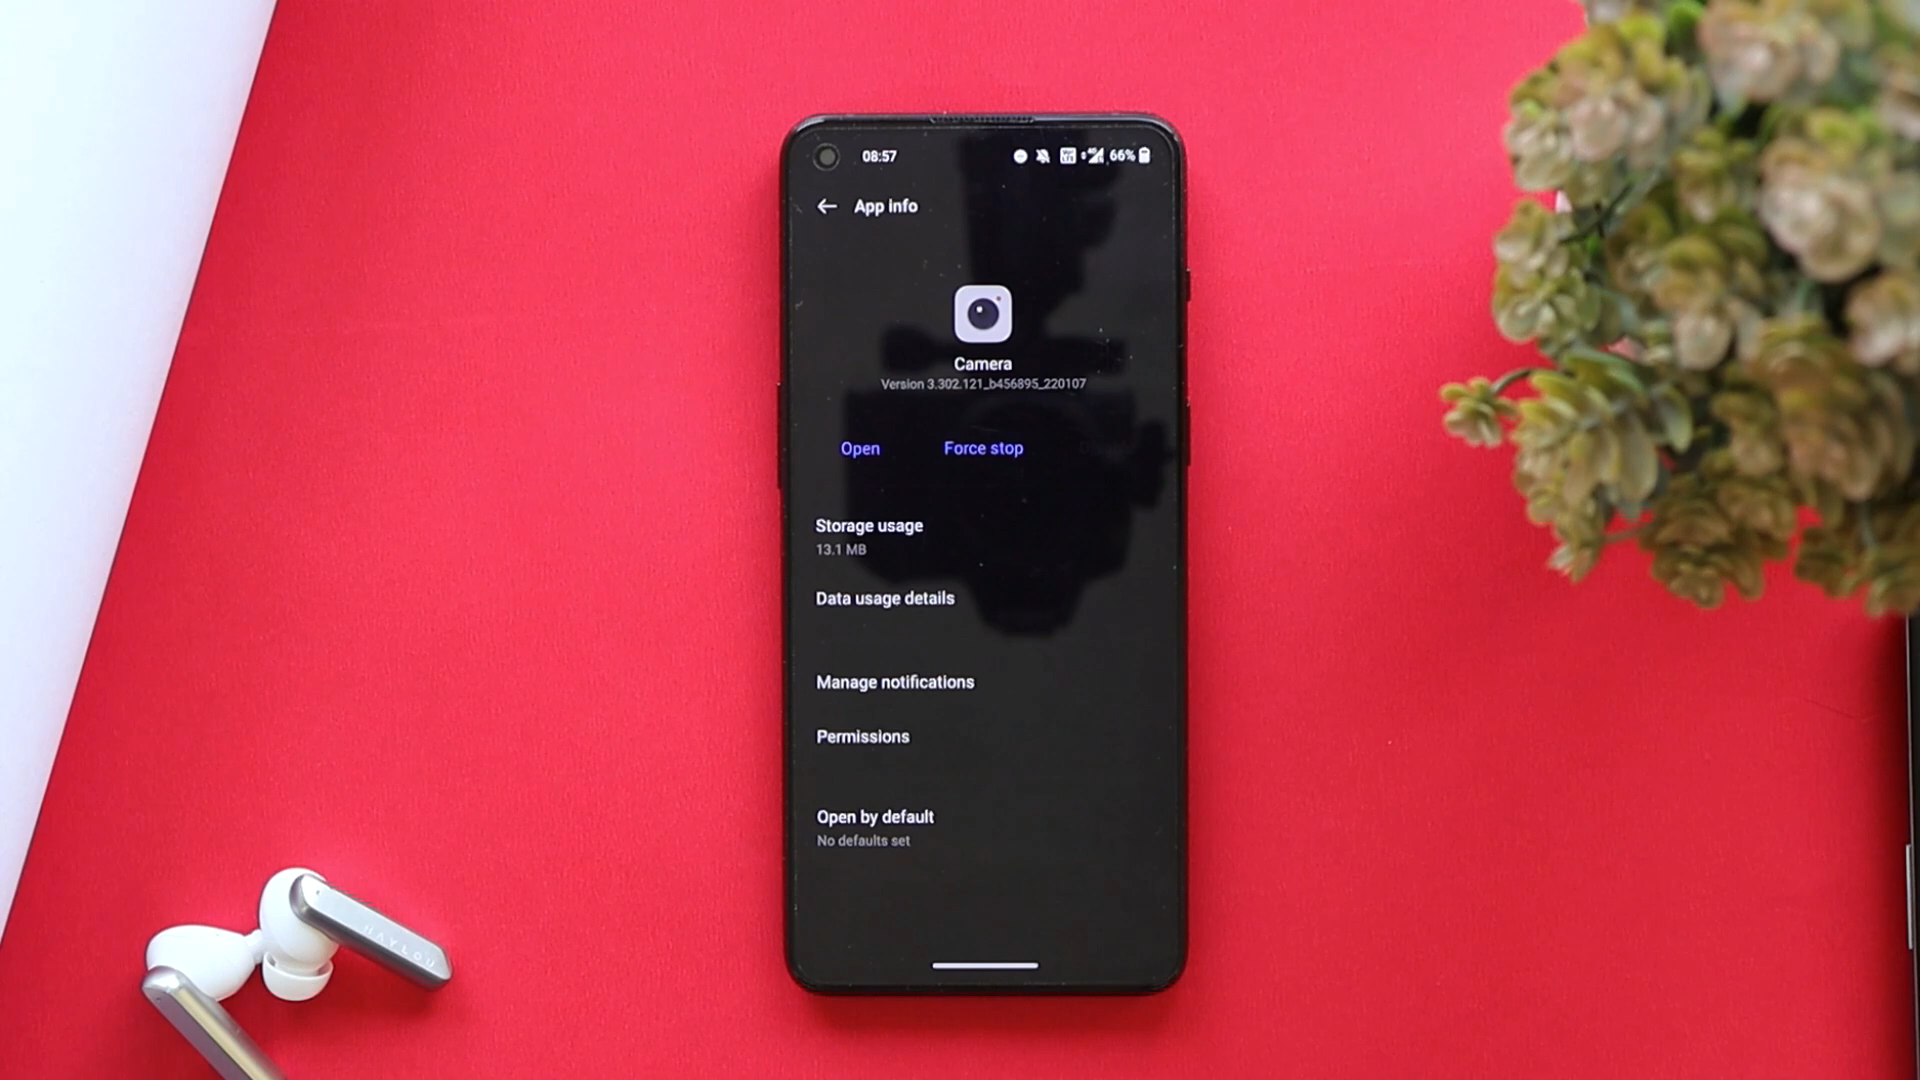 08:57
66%
App info
Camera
Version 3.302.121_b456895_220107
Open
Force stop
Storage usage
13.1 MB
Data usage details
Manage notifications
Permissions
Open by default
No defaults set
HAYLOU